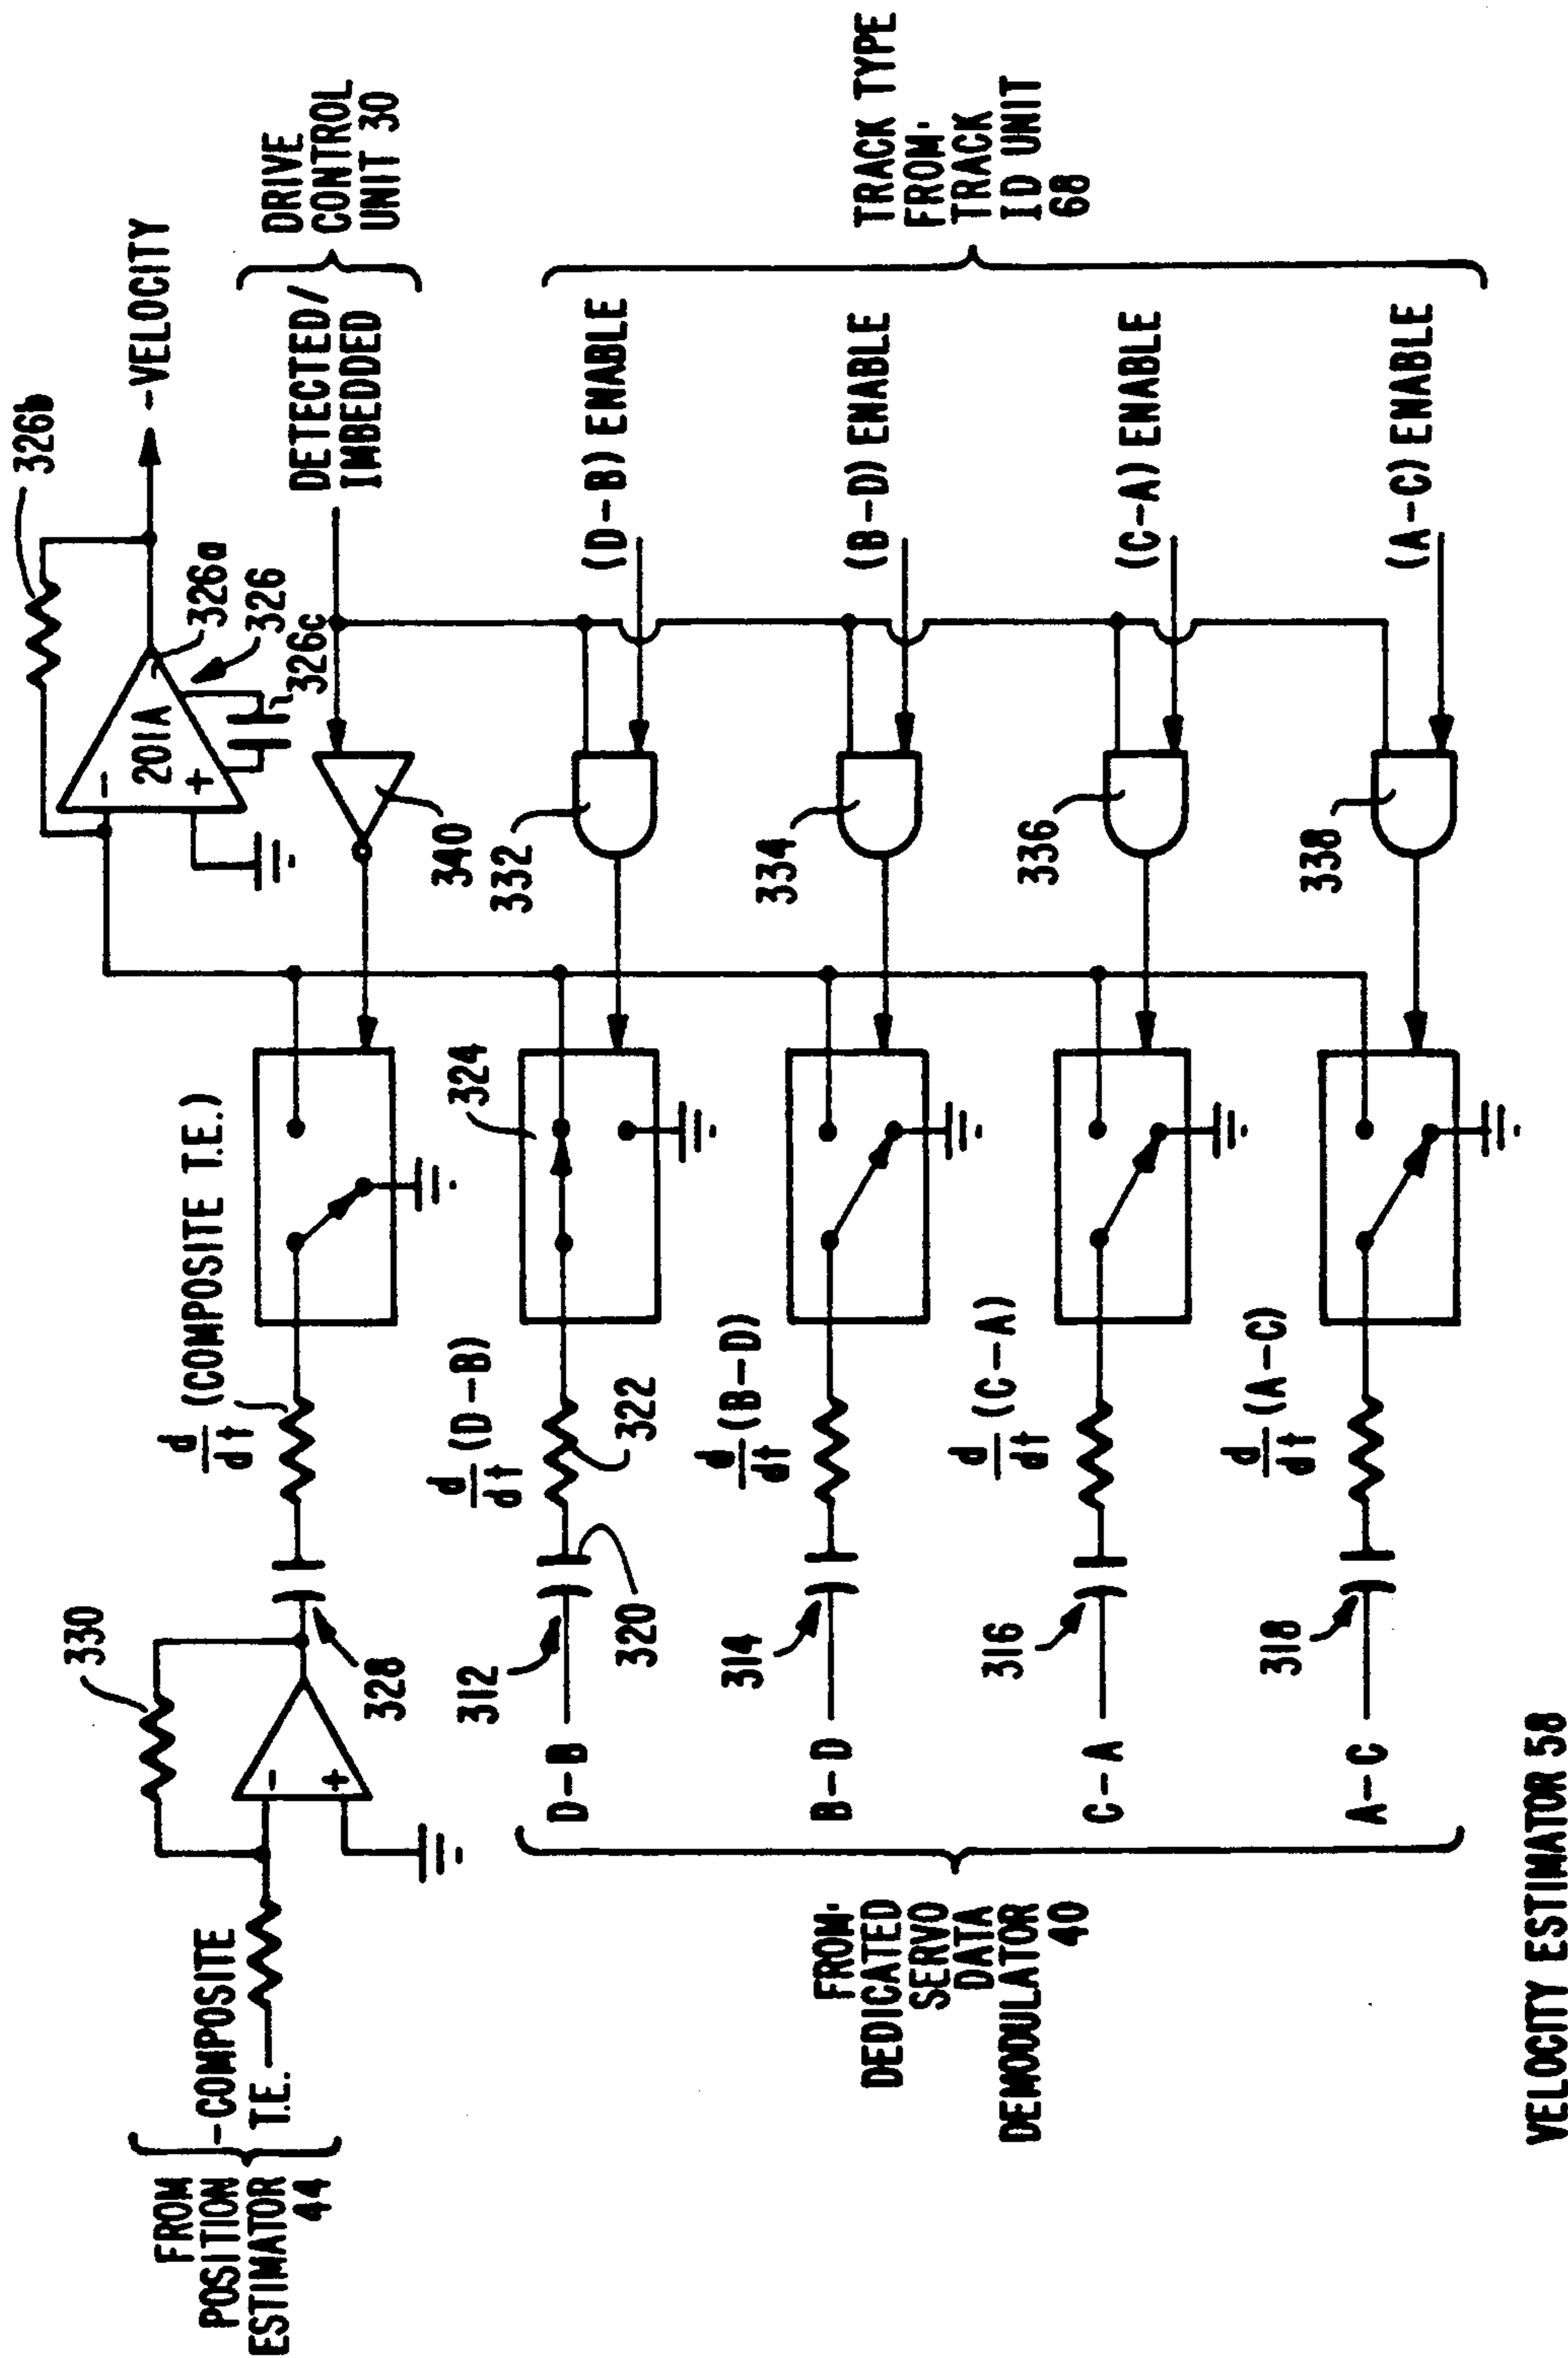 FROM
POSITION
ESTIMATOR
44
-COMPOSITE
T.E.
330
328
d/dt (COMPOSITE T.E.)
326b
-VELOCITY
201A
-
+
-
+
326a
326
326c
DETECTED/
IMBEDDED
DRIVE
CONTROL
UNIT 30
340
FROM·
DEDICATED
SERVO
DATA
DEMODULATOR
40
D-B
312
320
d/dt (D-B)
322
324
332
(D-B) ENABLE
B-D
314
d/dt (B-D)
334
(B-D) ENABLE
C-A
316
d/dt (C-A)
336
(C-A) ENABLE
A-C
318
d/dt (A-C)
338
(A-C) ENABLE
TRACK TYPE
FROM·
TRACK
ID UNIT
68
VELOCITY ESTIMATOR 58